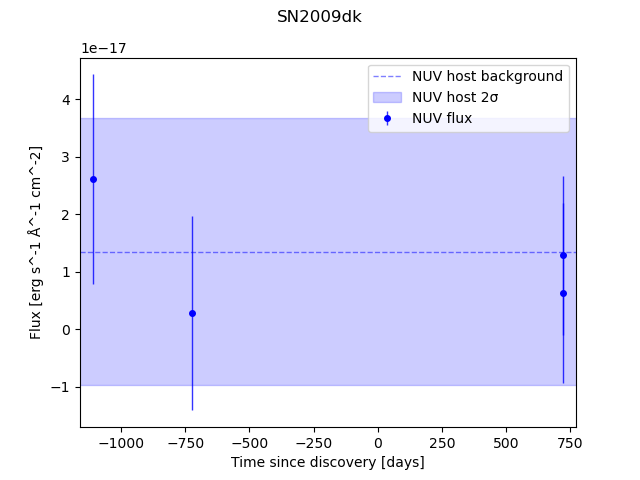 SN2009dk
1e−17
NUV host background
NUV host 2σ
NUV flux
4
3
2
1
0
−1
Flux [erg s^-1 Å^-1 cm^-2]
−1000 −750 −500 −250 0 250 500 750
Time since discovery [days]